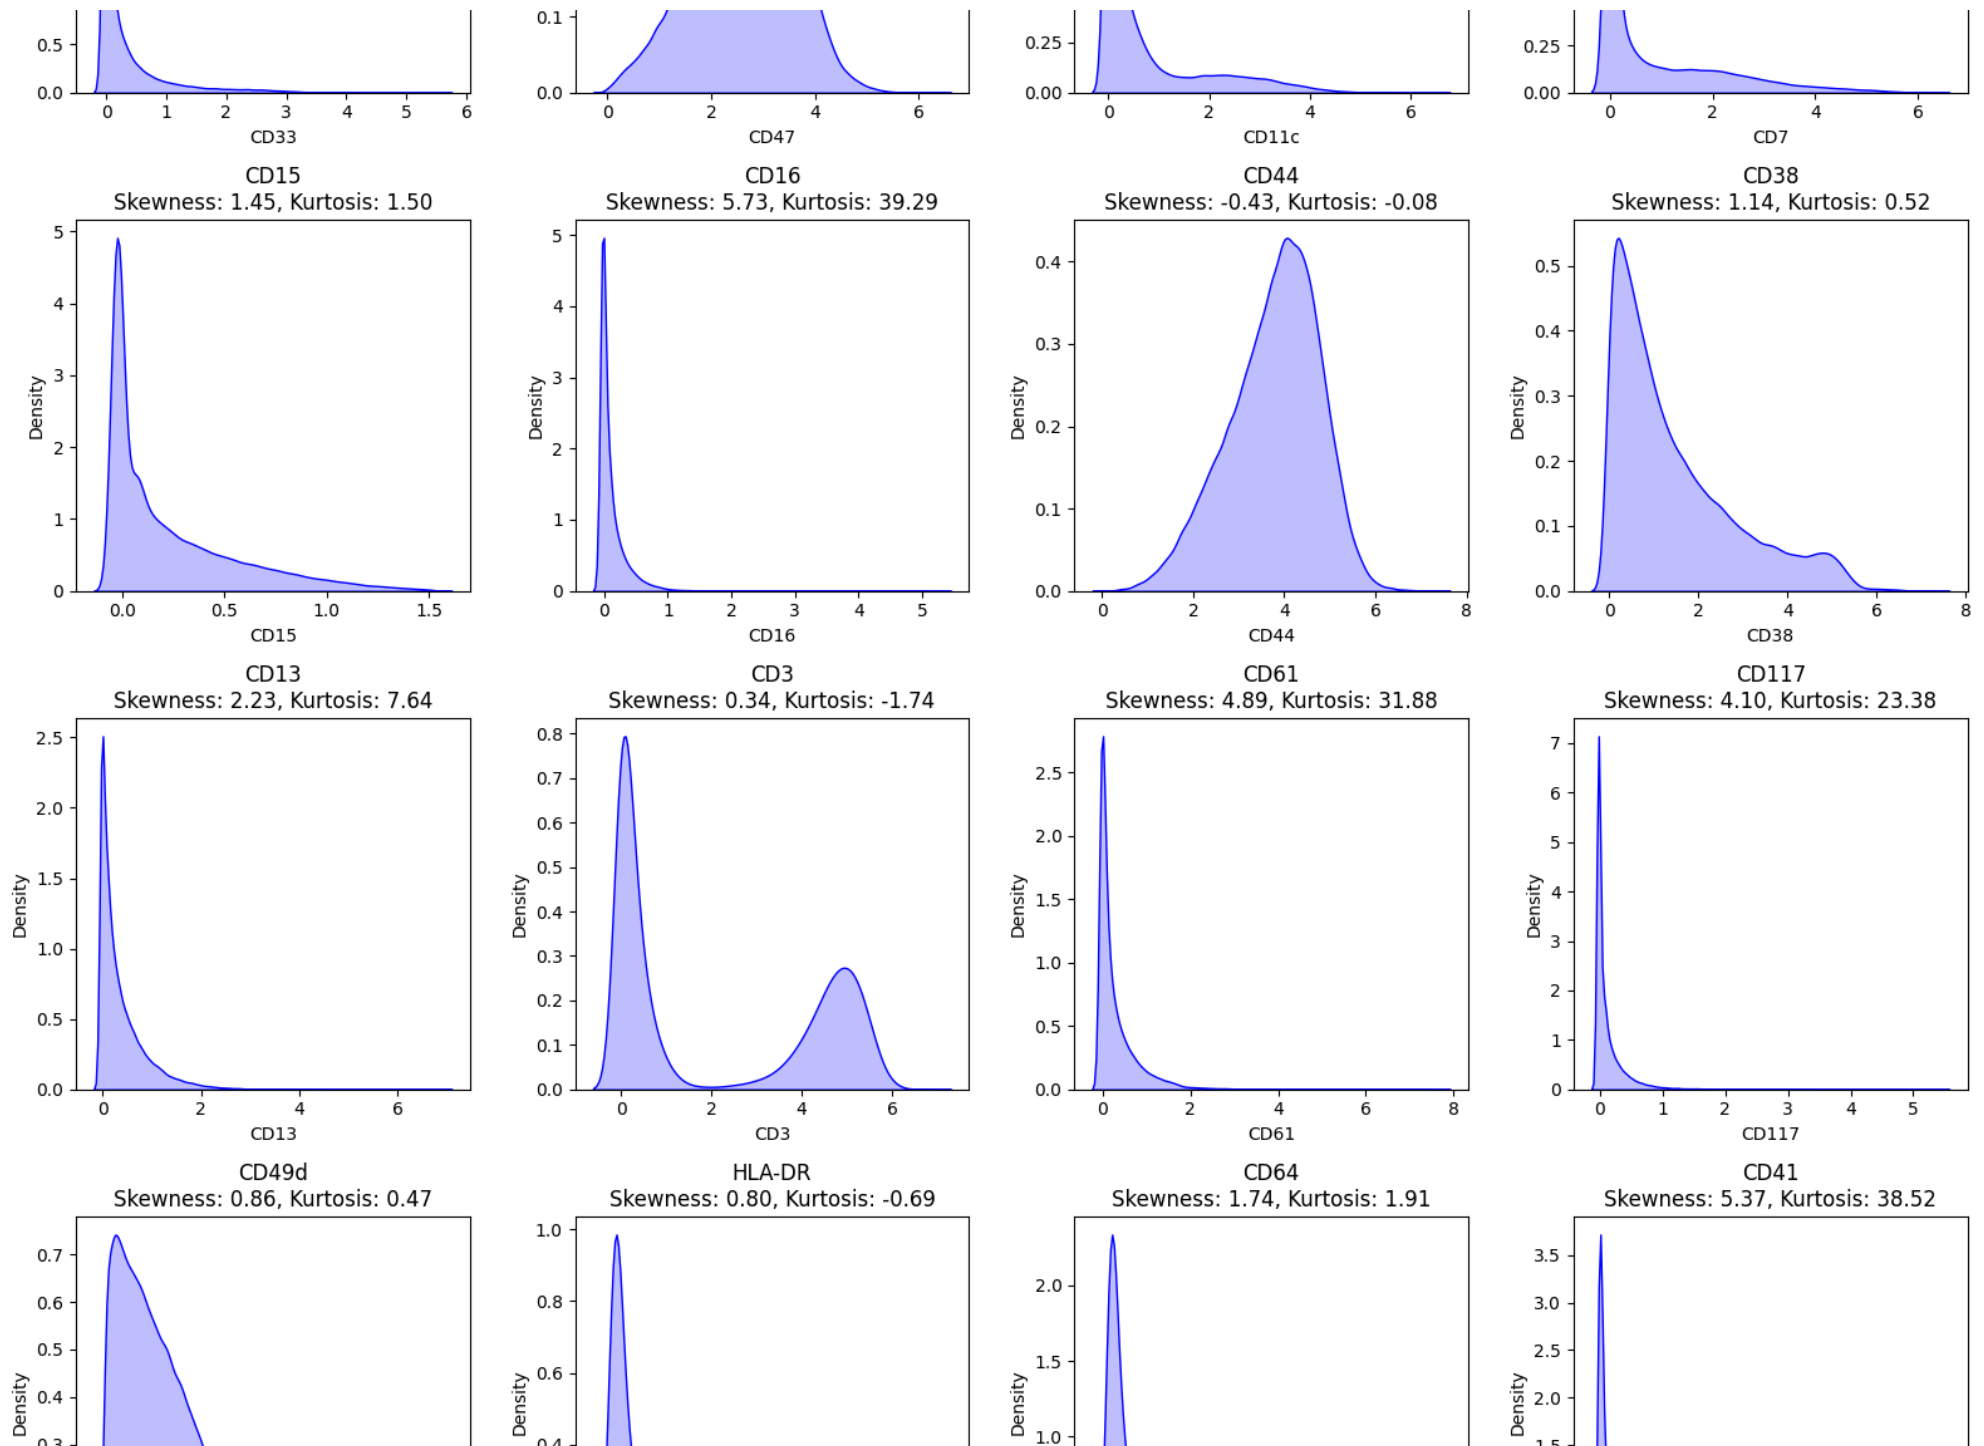 0.5
0.0
0 1 2 3 4 5 6
CD33
0.1
0.0
0 2 4 6
CD47
0.25
0.00
0 2 4 6
CD11c
0.25
0.00
0 2 4 6
CD7
CD15
Skewness: 1.45, Kurtosis: 1.50
5
4
3
2
1
0
Density
0.0 0.5 1.0 1.5
CD15
CD16
Skewness: 5.73, Kurtosis: 39.29
5
4
3
2
1
0
Density
0 1 2 3 4 5
CD16
CD44
Skewness: -0.43, Kurtosis: -0.08
0.4
0.3
0.2
0.1
0.0
Density
0 2 4 6 8
CD44
CD38
Skewness: 1.14, Kurtosis: 0.52
0.5
0.4
0.3
0.2
0.1
0.0
Density
0 2 4 6 8
CD38
CD13
Skewness: 2.23, Kurtosis: 7.64
2.5
2.0
1.5
1.0
0.5
0.0
Density
0 2 4 6
CD13
CD3
Skewness: 0.34, Kurtosis: -1.74
0.8
0.7
0.6
0.5
0.4
0.3
0.2
0.1
0.0
Density
0 2 4 6
CD3
CD61
Skewness: 4.89, Kurtosis: 31.88
2.5
2.0
1.5
1.0
0.5
0.0
Density
0 2 4 6 8
CD61
CD117
Skewness: 4.10, Kurtosis: 23.38
7
6
5
4
3
2
1
0
Density
0 1 2 3 4 5
CD117
CD49d
Skewness: 0.86, Kurtosis: 0.47
0.7
0.6
0.5
0.4
0.3
Density
HLA-DR
Skewness: 0.80, Kurtosis: -0.69
1.0
0.8
0.6
0.4
Density
CD64
Skewness: 1.74, Kurtosis: 1.91
2.0
1.5
1.0
Density
CD41
Skewness: 5.37, Kurtosis: 38.52
3.5
3.0
2.5
2.0
1.5
Density